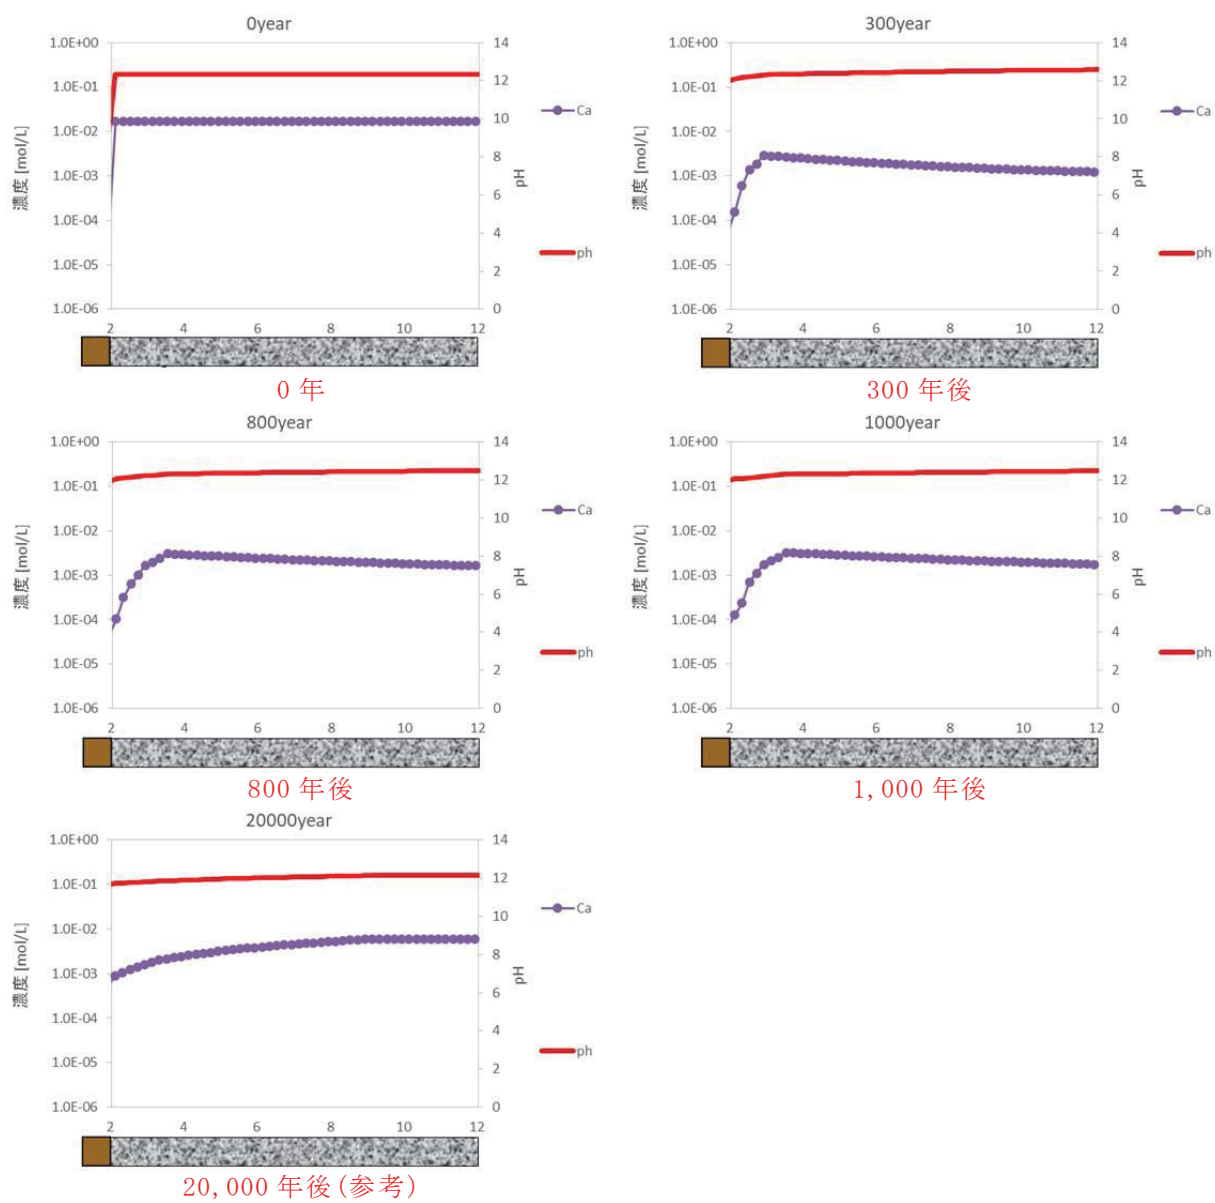 0year
1.0E+00
1.0E-01
1.0E-02
1.0E-03
1.0E-04
1.0E-05
1.0E-06
濃度 [mol/L]
14
12
10
8
6
4
2
0
pH
Ca
ph
2 4 6 8 10 12
0 年
300year
1.0E+00
1.0E-01
1.0E-02
1.0E-03
1.0E-04
1.0E-05
1.0E-06
濃度 [mol/L]
14
12
10
8
6
4
2
0
pH
Ca
ph
2 4 6 8 10 12
300 年後
800year
1.0E+00
1.0E-01
1.0E-02
1.0E-03
1.0E-04
1.0E-05
1.0E-06
濃度 [mol/L]
14
12
10
8
6
4
2
0
pH
Ca
ph
2 4 6 8 10 12
800 年後
1000year
1.0E+00
1.0E-01
1.0E-02
1.0E-03
1.0E-04
1.0E-05
1.0E-06
濃度 [mol/L]
14
12
10
8
6
4
2
0
pH
Ca
ph
2 4 6 8 10 12
1,000 年後
20000year
1.0E+00
1.0E-01
1.0E-02
1.0E-03
1.0E-04
1.0E-05
1.0E-06
濃度 [mol/L]
14
12
10
8
6
4
2
0
pH
Ca
ph
2 4 6 8 10 12
20,000 年後(参考)